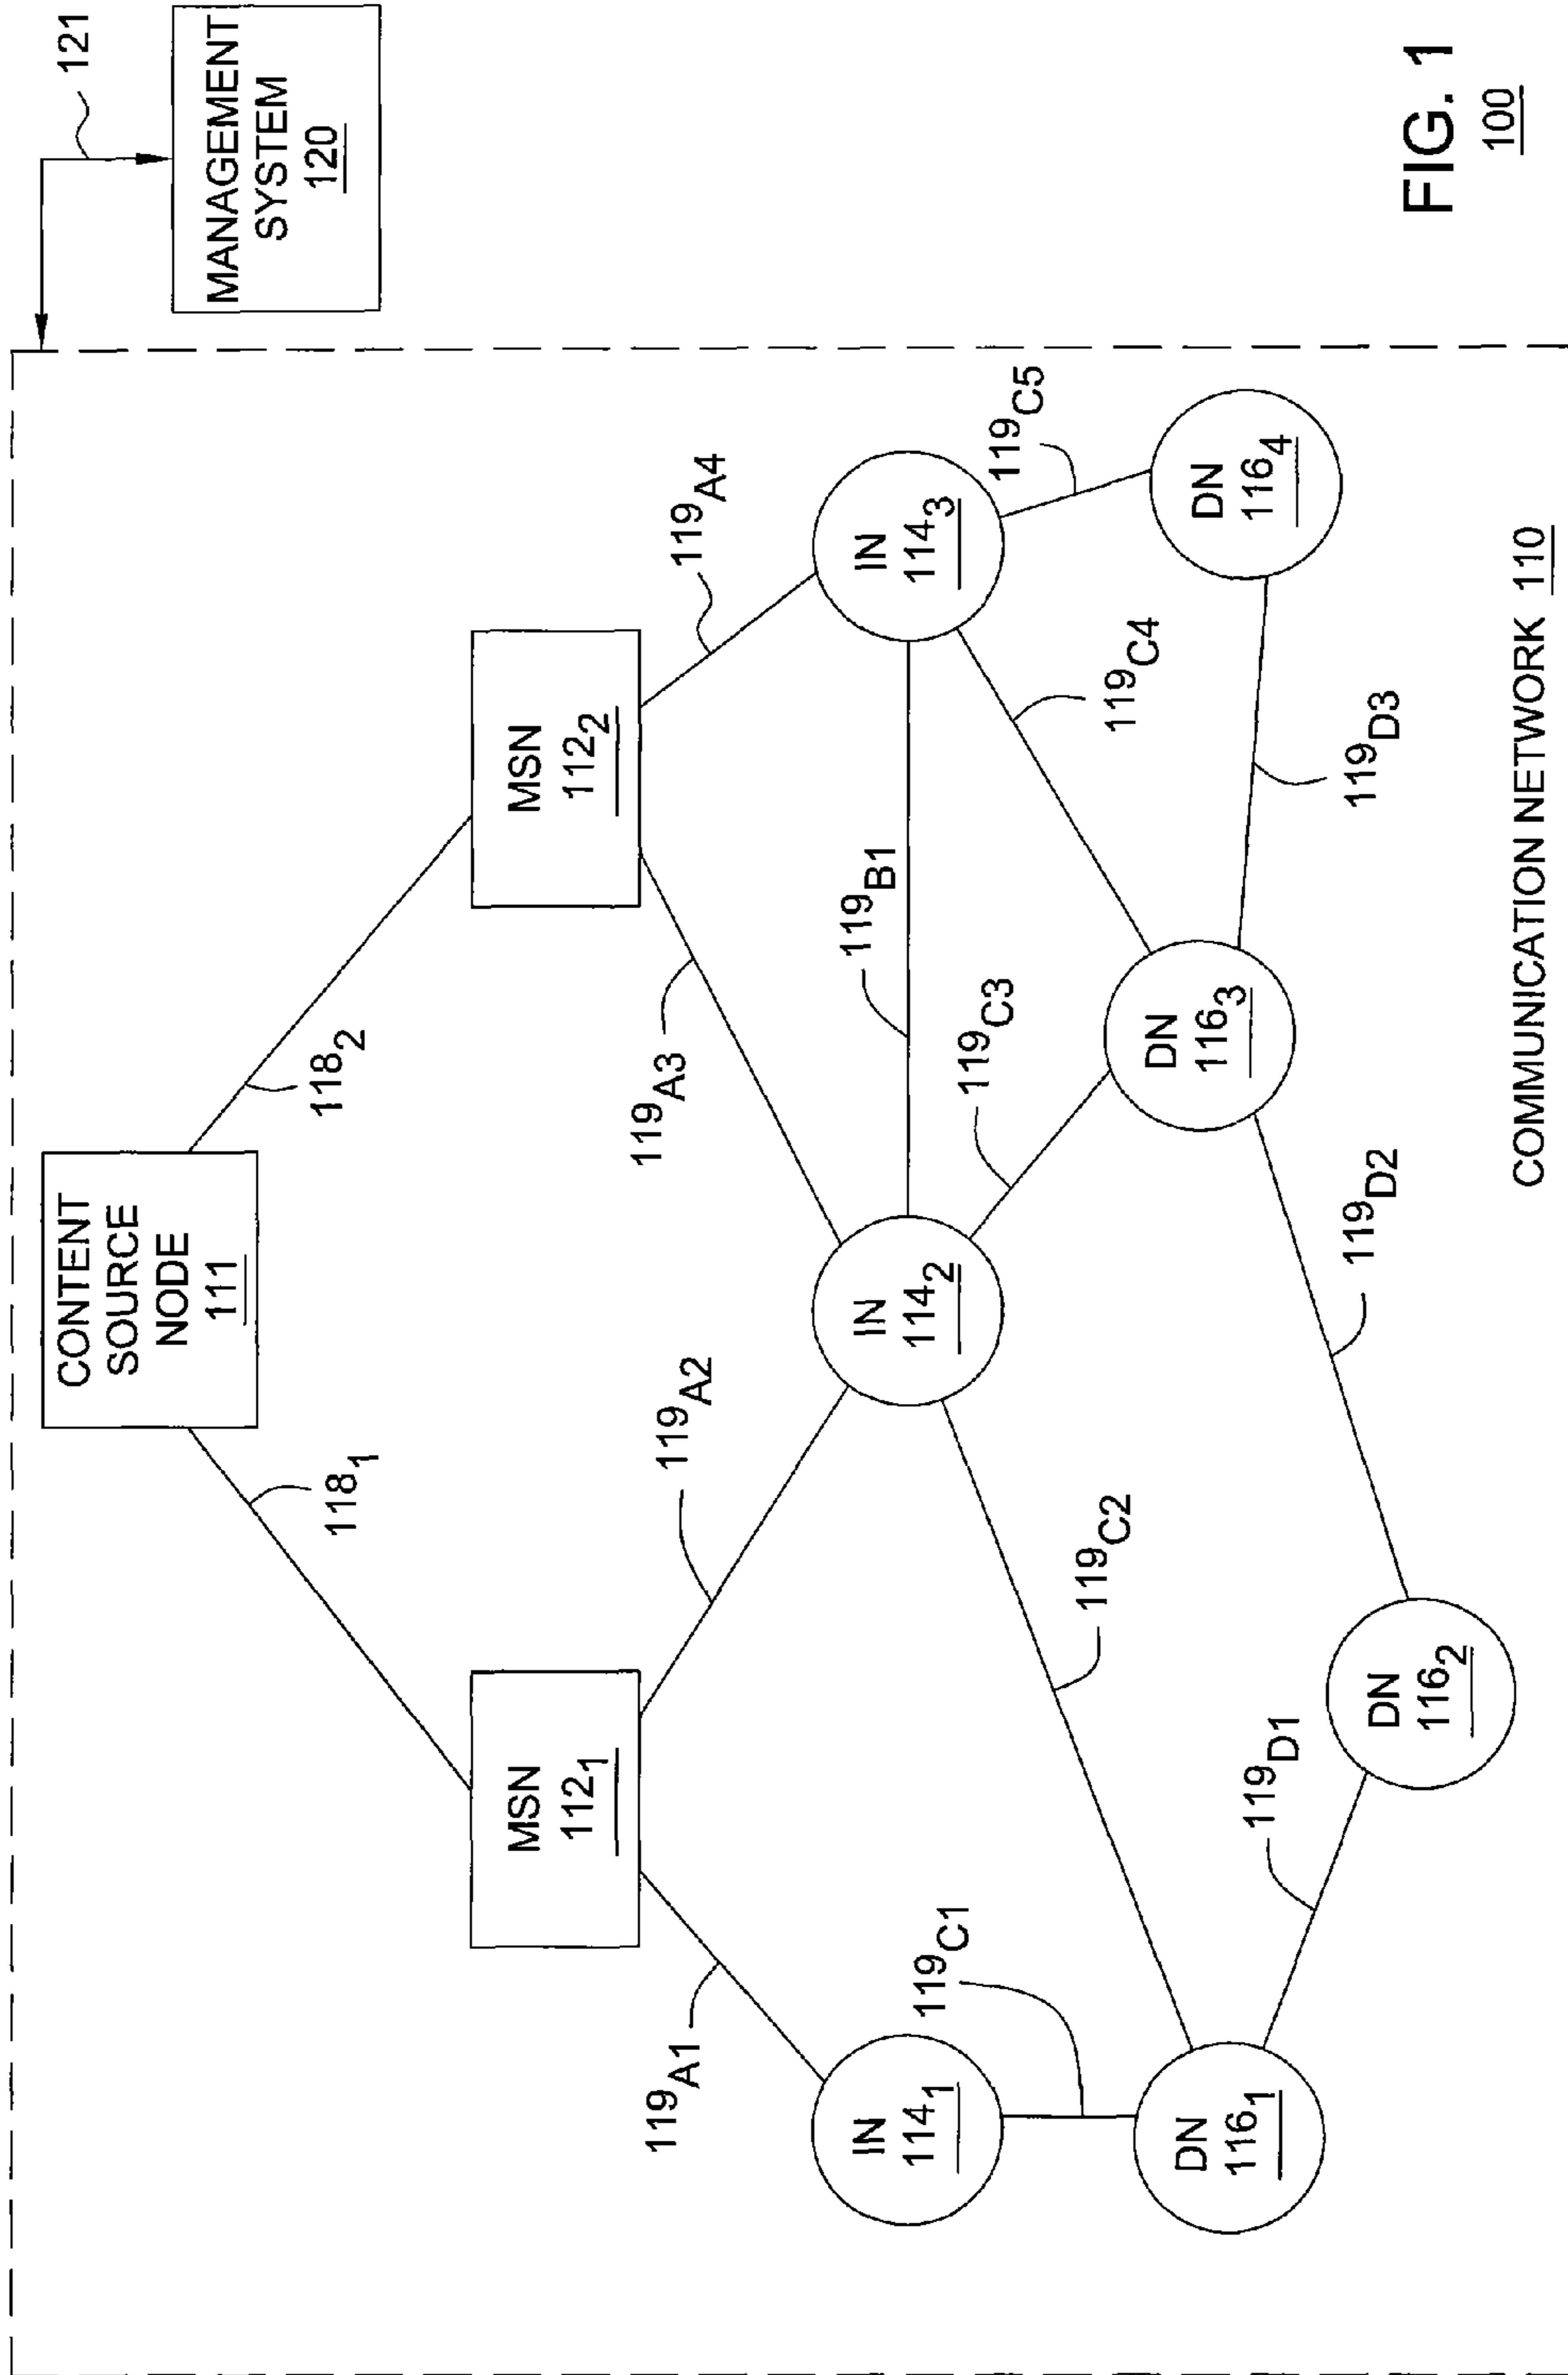 CONTENT
SOURCE
NODE
111
121
MANAGEMENT
SYSTEM
120
118₁
118₂
MSN
112₁
MSN
112₂
119A1
119A2
119A3
119A4
IN
114₁
IN
114₂
IN
114₃
119B1
119C1
119C2
119C3
119C4
119C5
DN
116₁
DN
116₂
DN
116₃
DN
116₄
119D1
119D2
119D3
COMMUNICATION NETWORK 110
FIG. 1
100